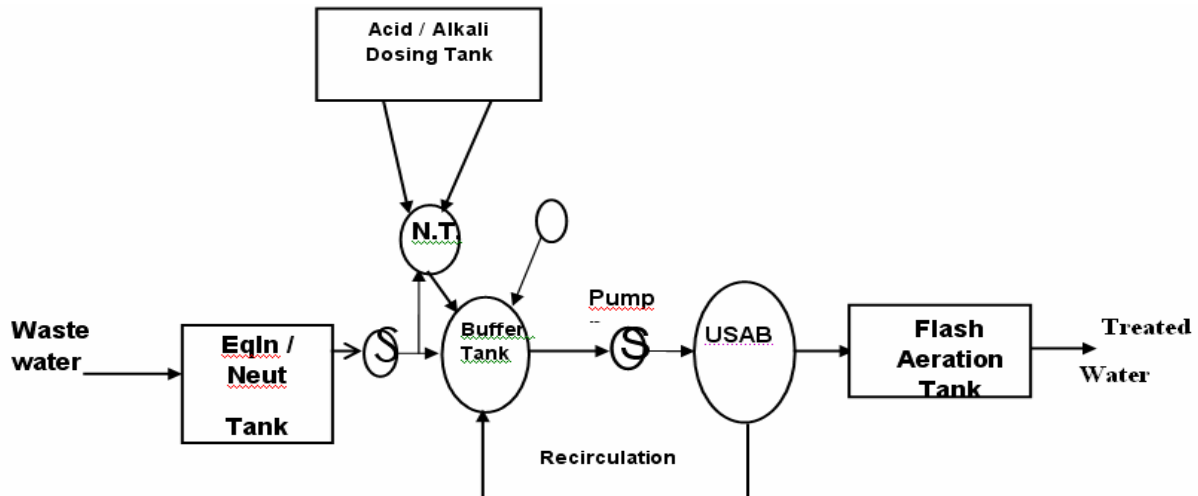 Acid / Alkali
Dosing Tank
N.T.
Pump
--
Waste
water
Eqln /
Neut
Tank
S
Buffer
Tank
S
USAB
Flash
Aeration
Tank
Treated
Water
Recirculation